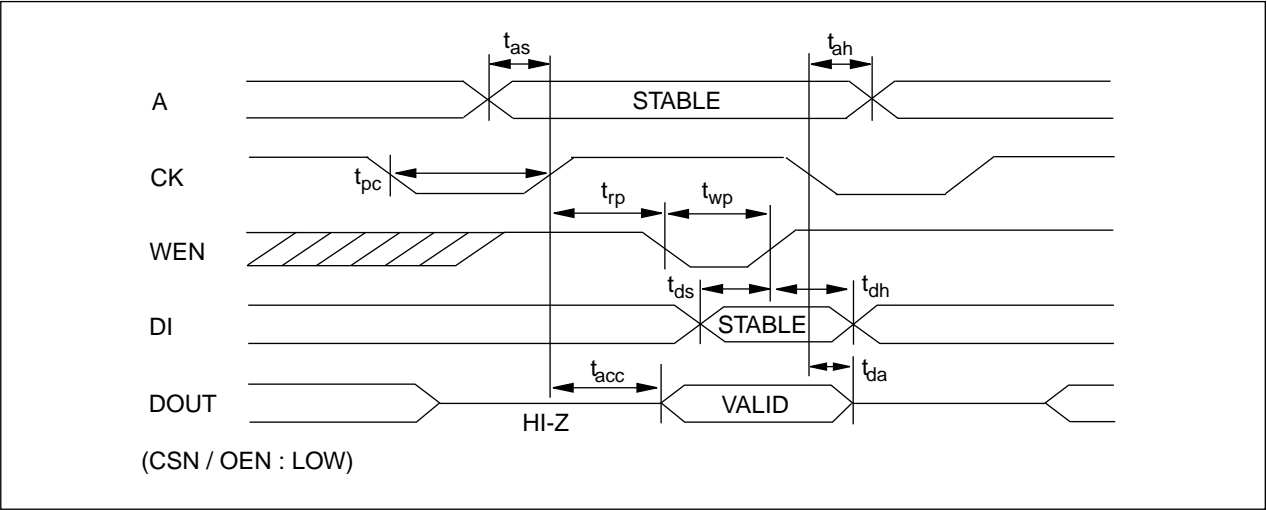 tas
tah
A
STABLE
CK
tpc
trp
twp
WEN
tds
tdh
DI
STABLE
tacc
tda
DOUT
VALID
HI-Z
(CSN / OEN : LOW)